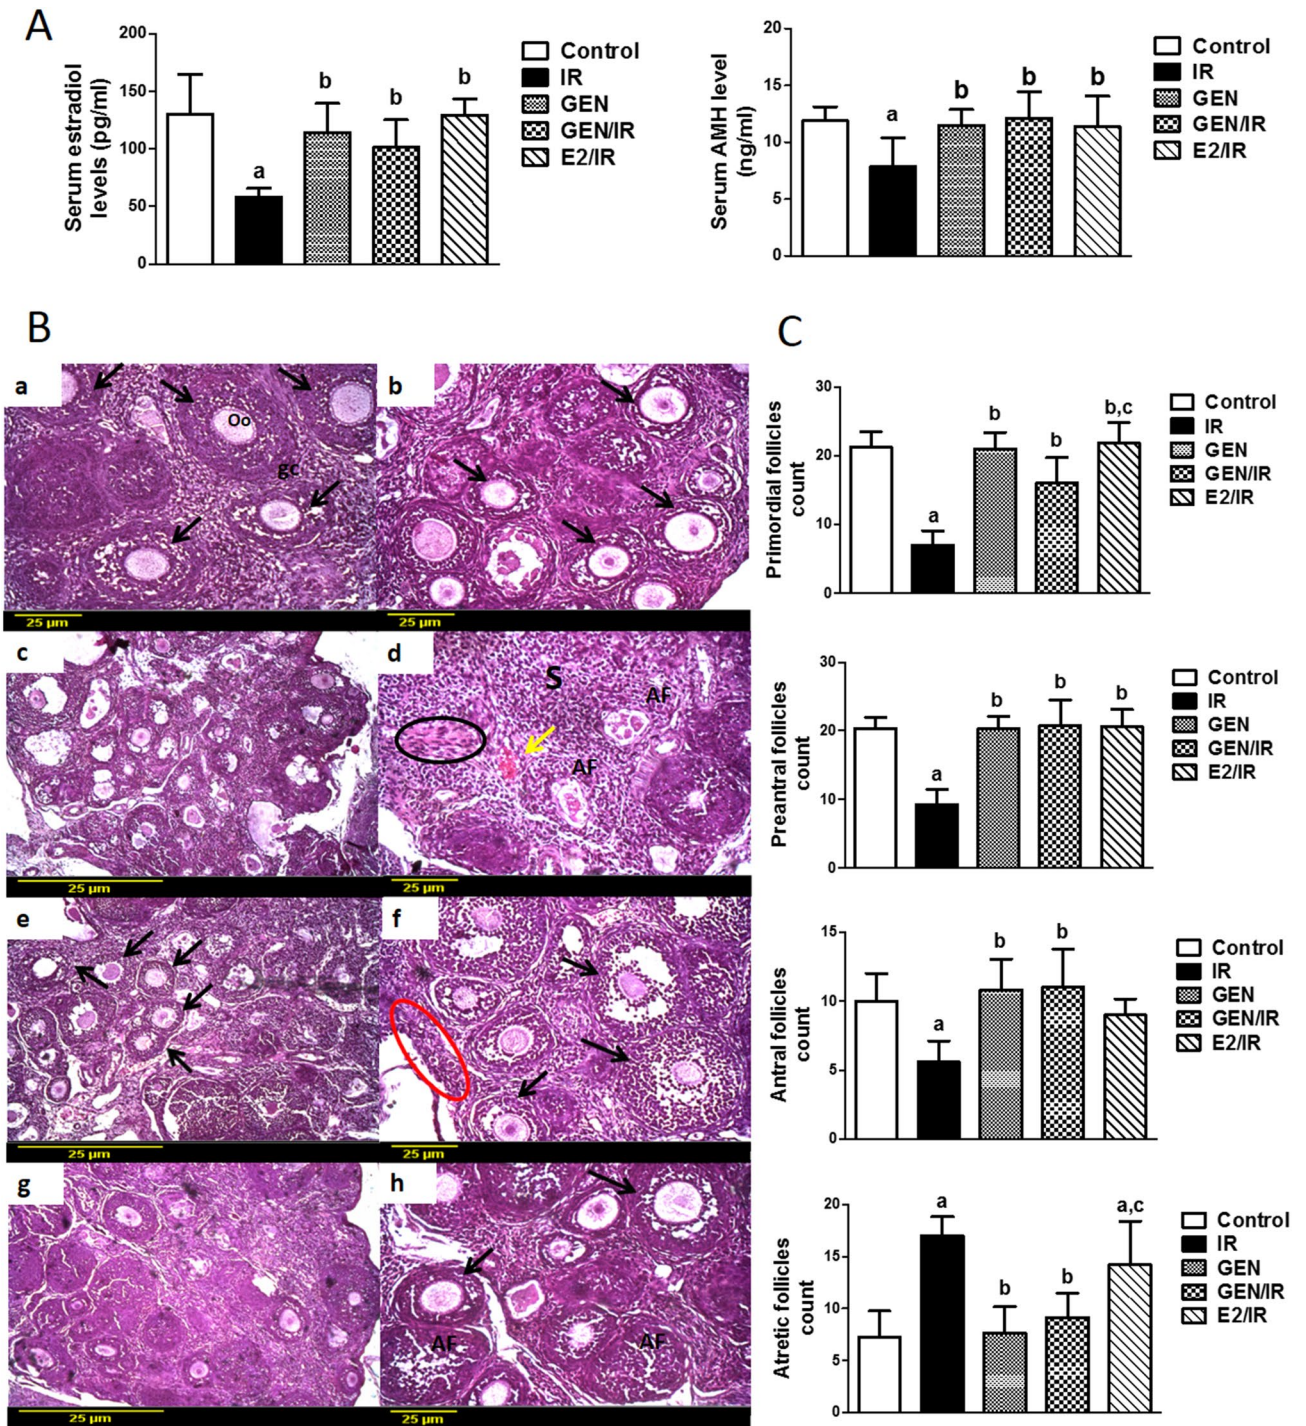 A
Serum estradiol
levels (pg/ml)
200
150
100
50
0
a
b
b
b
Control
IR
GEN
GEN/IR
E2/IR
Serum AMH level
(ng/ml)
20
15
10
5
0
a
b
b
b
Control
IR
GEN
GEN/IR
E2/IR
B
a
Oo
gc
25 µm
b
25 µm
c
25 µm
d
S
AF
AF
25 µm
e
25 µm
f
25 µm
g
25 µm
h
AF
AF
25 µm
C
Primordial follicles
count
30
20
10
0
a
b
b
b,c
Control
IR
GEN
GEN/IR
E2/IR
Preantral follicles
count
30
20
10
0
a
b
b
b
Control
IR
GEN
GEN/IR
E2/IR
Antral follicles
count
15
10
5
0
a
b
b
Control
IR
GEN
GEN/IR
E2/IR
Atretic follicles
count
20
15
10
5
0
a
b
b
a,c
Control
IR
GEN
GEN/IR
E2/IR